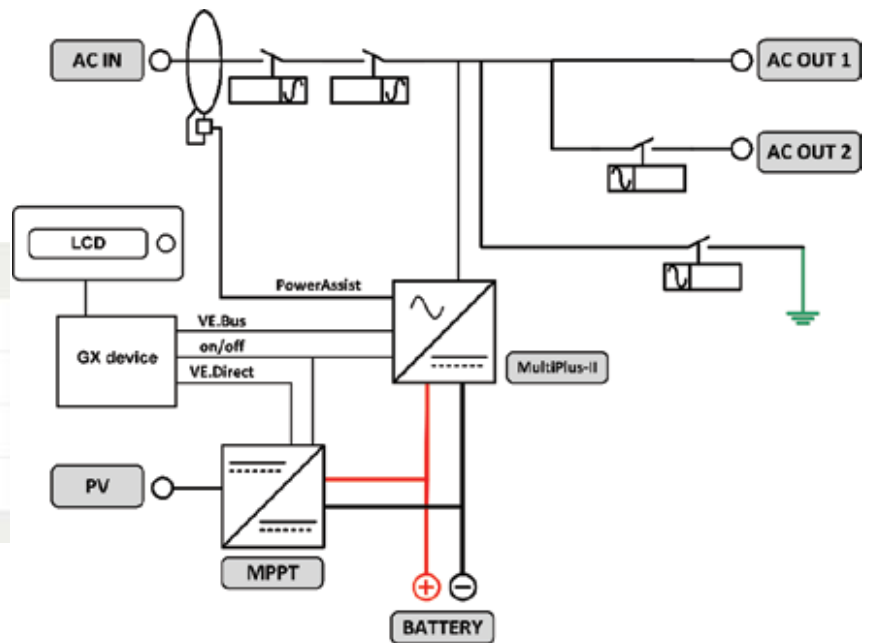 AC IN
AC OUT 1
AC OUT 2
LCD
PowerAssist
VE.Bus
GX device
on/off
VE.Direct
MultiPlus-II
PV
MPPT
+
−
BATTERY